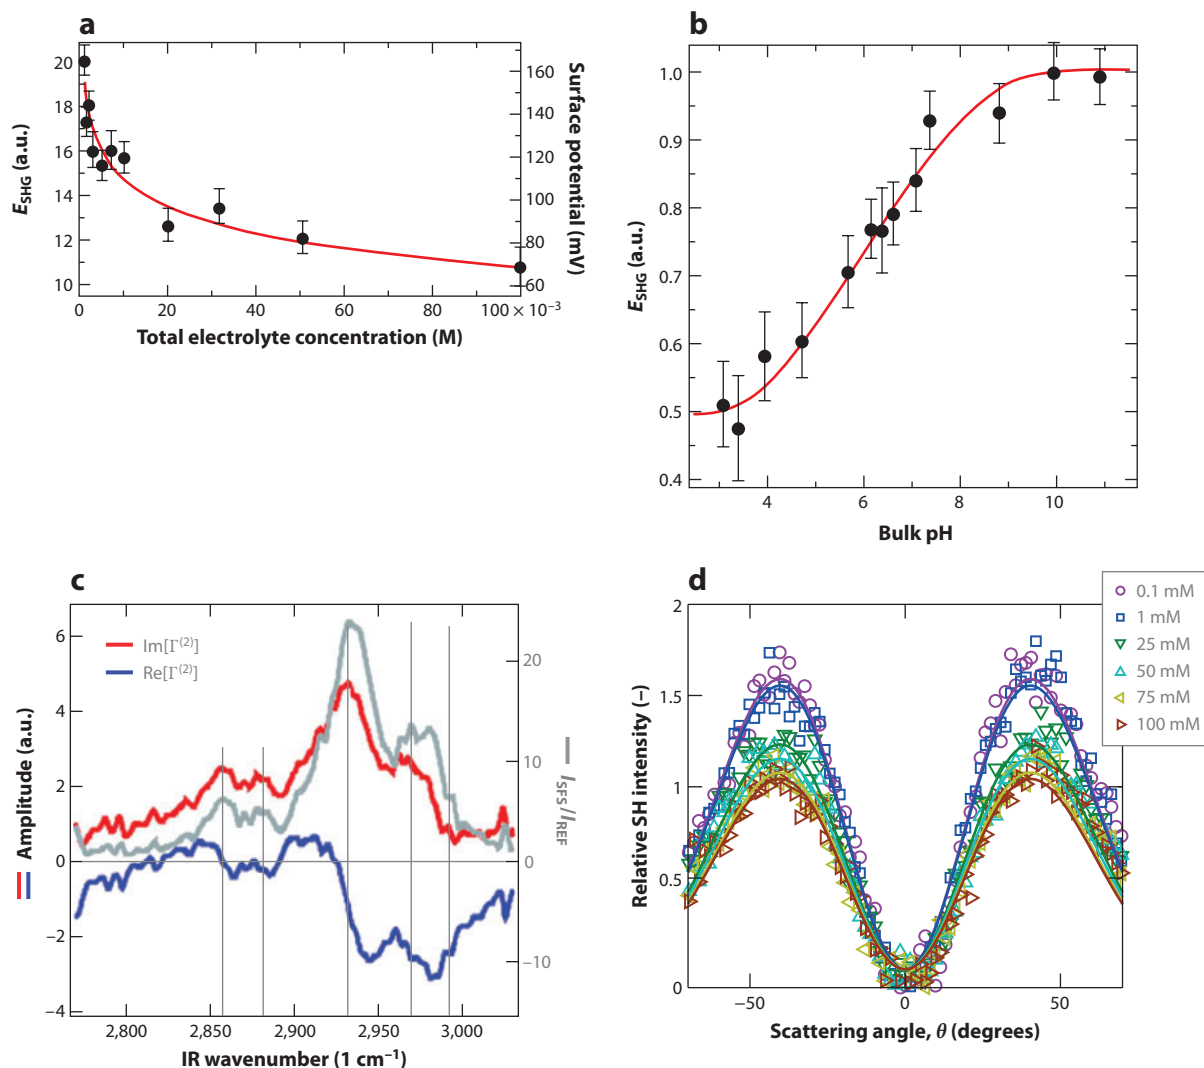 a
20
18
16
14
12
10
E_SHG (a.u.)
160
140
120
100
80
60
Surface potential (mV)
0
20
40
60
80
100 × 10⁻³
Total electrolyte concentration (M)
b
1.0
0.9
0.8
0.7
0.6
0.5
0.4
E_SHG (a.u.)
4
6
8
10
Bulk pH
c
6
4
2
0
−2
−4
Amplitude (a.u.)
Im[Γ⁽²⁾]
Re[Γ⁽²⁾]
20
10
0
−10
I_SFS/I_REF
2,800
2,850
2,900
2,950
3,000
IR wavenumber (1 cm⁻¹)
d
2
1.5
1
0.5
0
Relative SH intensity (–)
−50
0
50
Scattering angle, θ (degrees)
0.1 mM
1 mM
25 mM
50 mM
75 mM
100 mM